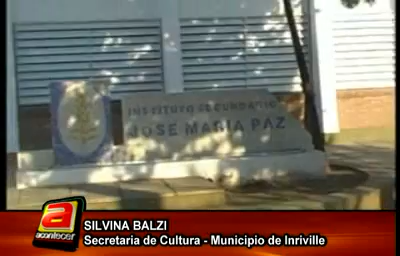 INSTITUTO SECUNDARIO
JOSE MARIA PAZ
a
acontecer
SILVINA BALZI
Secretaria de Cultura - Municipio de Inriville